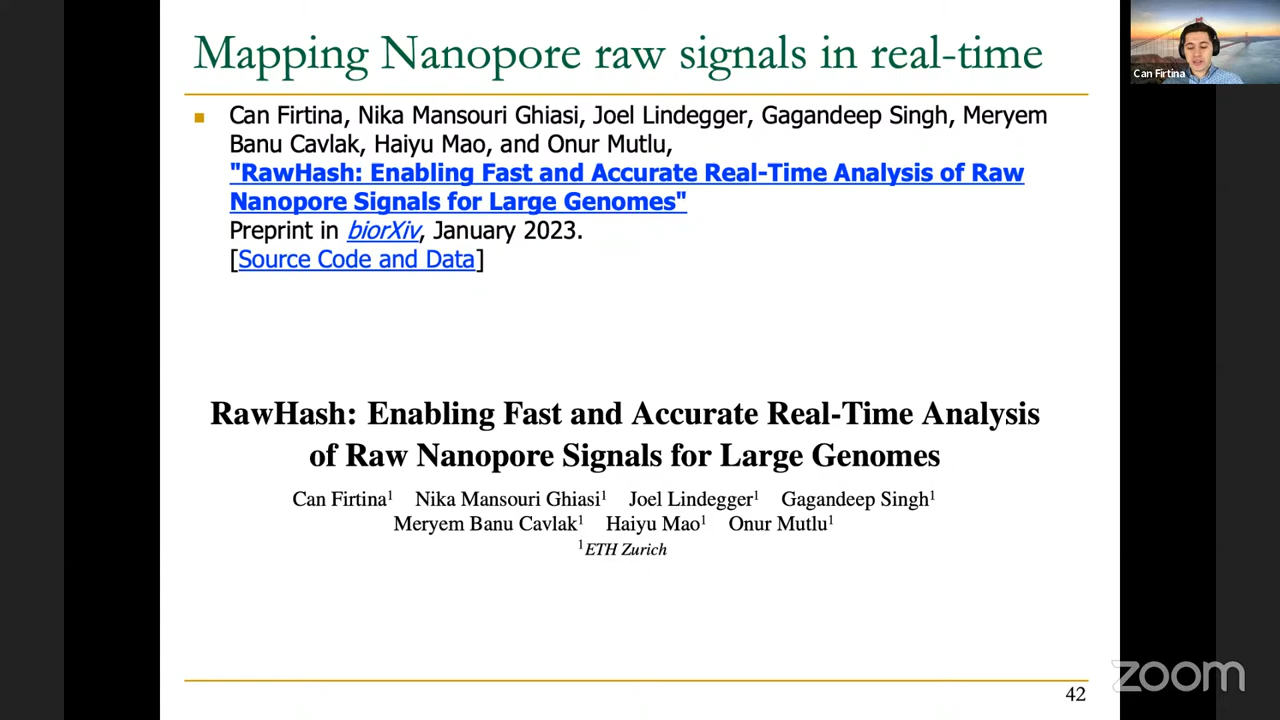 Mapping Nanopore raw signals in real-time
Can Firtina
Can Firtina, Nika Mansouri Ghiasi, Joel Lindegger, Gagandeep Singh, Meryem
Banu Cavlak, Haiyu Mao, and Onur Mutlu,
"RawHash: Enabling Fast and Accurate Real-Time Analysis of Raw
Nanopore Signals for Large Genomes"
Preprint in biorXiv, January 2023.
[Source Code and Data]
RawHash: Enabling Fast and Accurate Real-Time Analysis
of Raw Nanopore Signals for Large Genomes
Can Firtina¹ Nika Mansouri Ghiasi¹ Joel Lindegger¹ Gagandeep Singh¹
Meryem Banu Cavlak¹ Haiyu Mao¹ Onur Mutlu¹
¹ETH Zurich
42
zoom